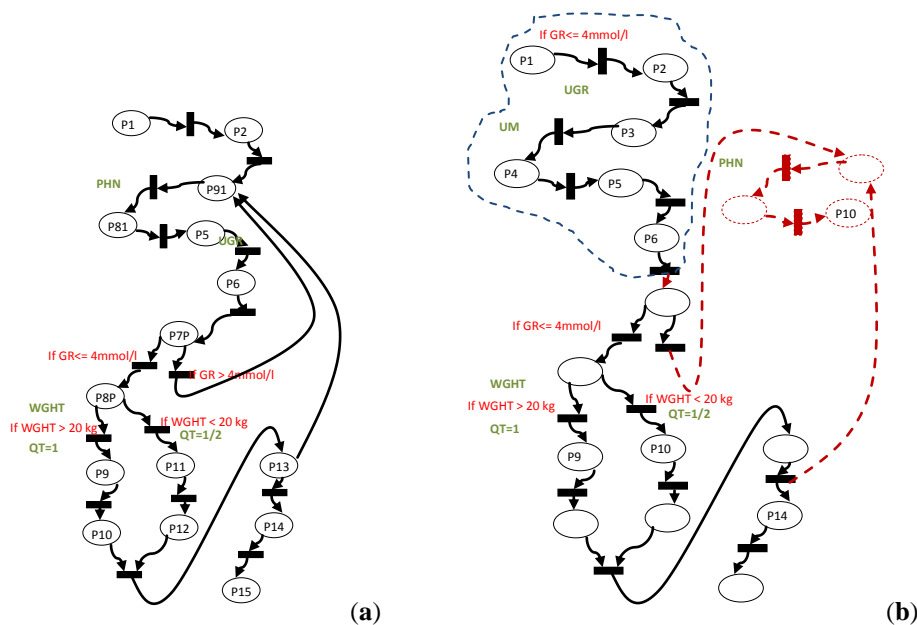 P1
P2
PHN
P91
P81
P5
UGR
P6
P7P
If GR<= 4mmol/l
If GR > 4mmol/l
P8P
WGHT
If WGHT > 20 kg
QT=1
If WGHT < 20 kg
QT=1/2
P9
P11
P13
P10
P12
P14
P15
(a)
If GR<= 4mmol/l
P1
P2
UGR
UM
P3
P4
P5
P6
PHN
P10
If GR<= 4mmol/l
WGHT
If WGHT > 20 kg
QT=1
If WGHT < 20 kg
QT=1/2
P9
P10
P14
(b)